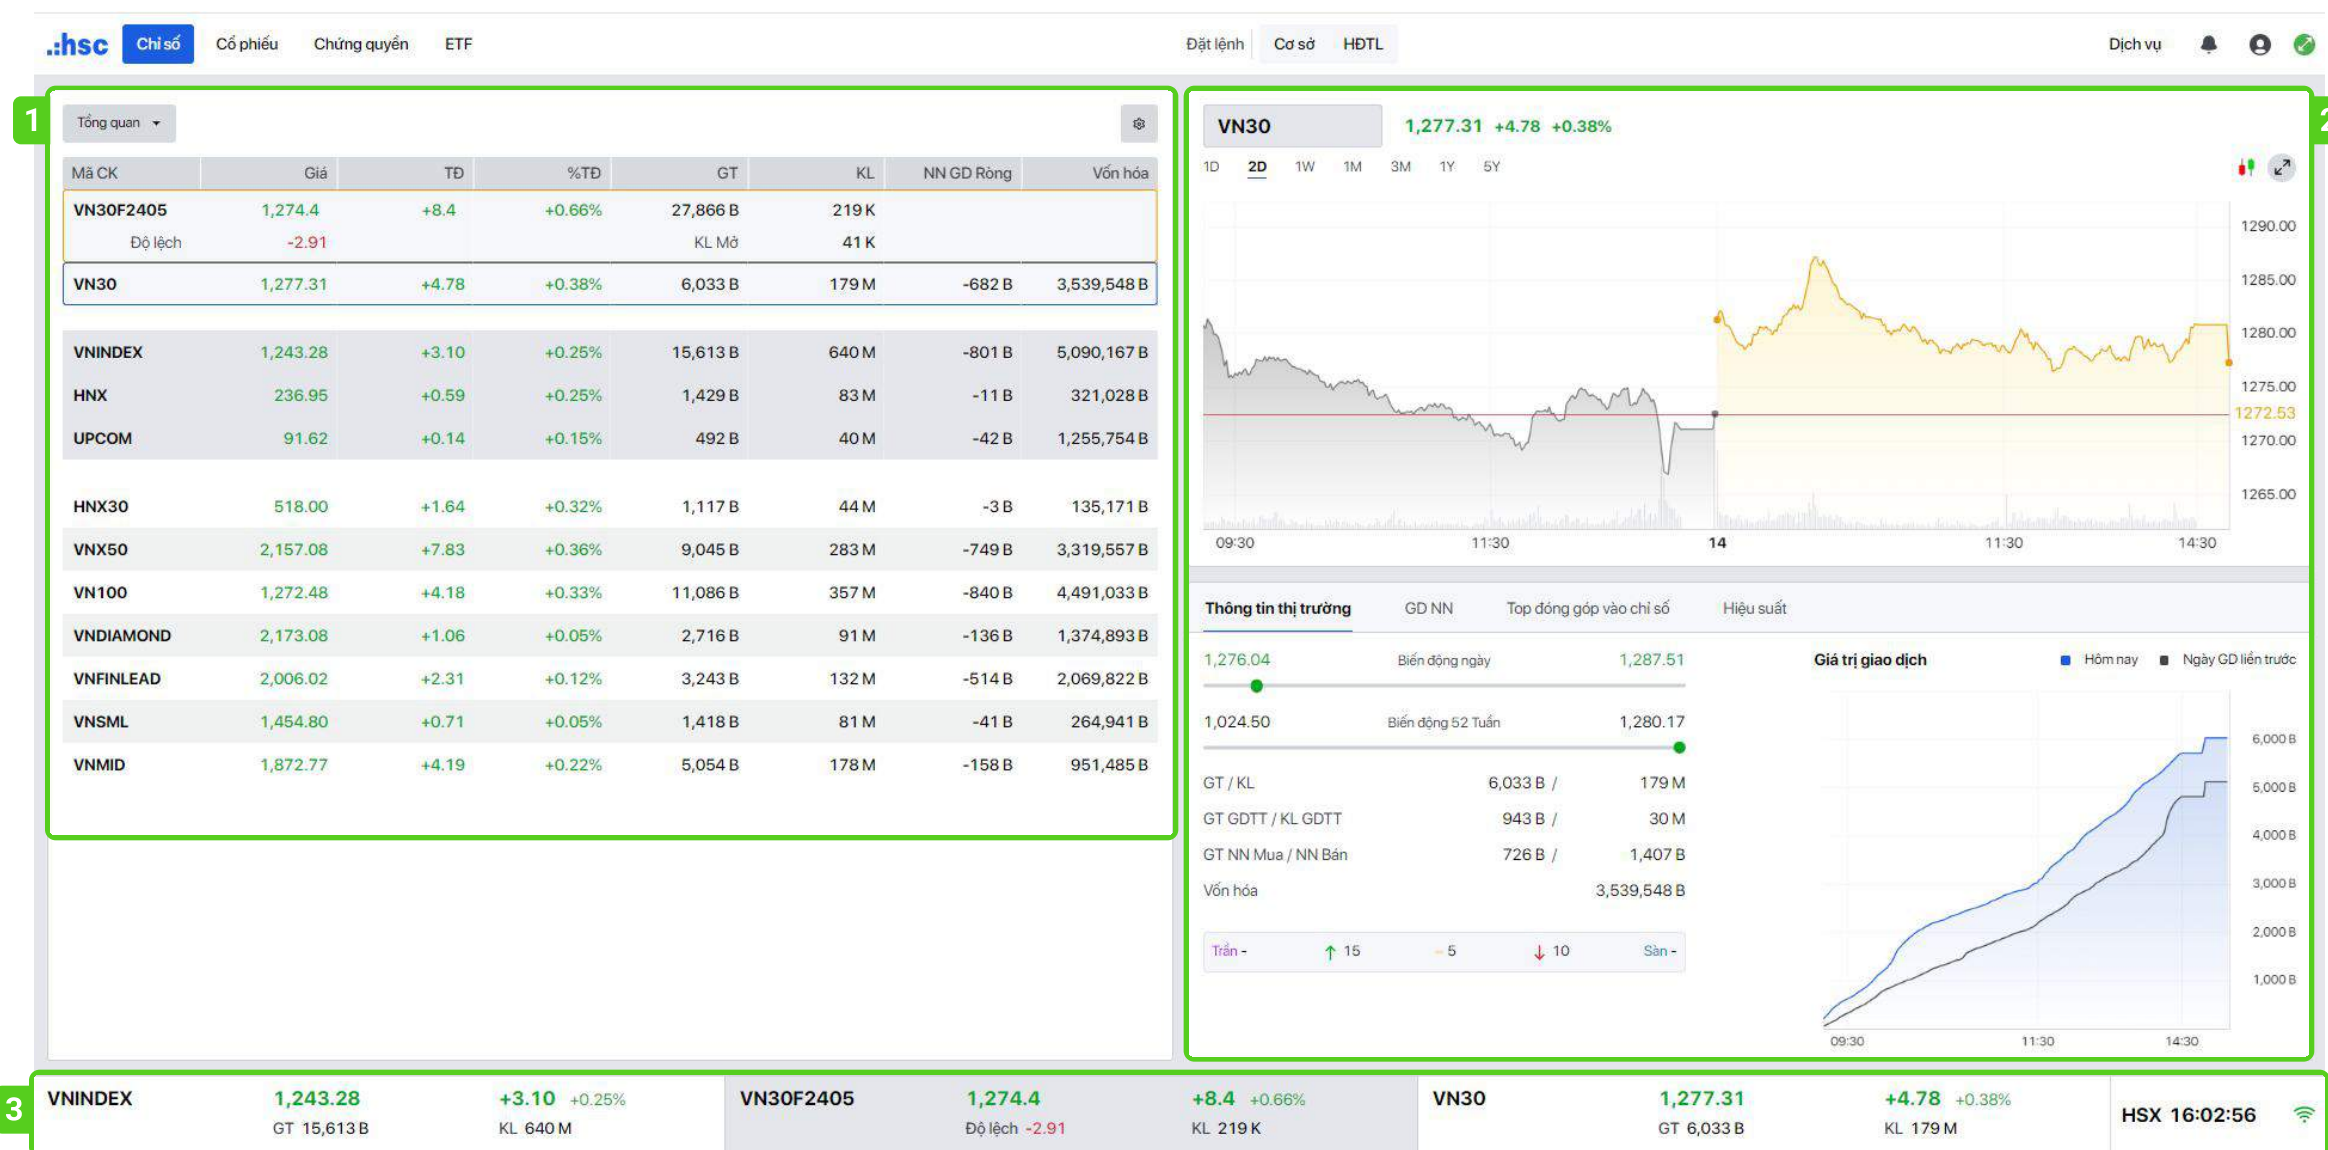 .:hsc Chỉ số Cổ phiếu Chứng quyền ETF Đặt lệnh Cơ sở HĐTL Dịch vụ
1
Tổng quan
Mã CK Giá TĐ %TĐ GT KL NN GD Ròng Vốn hóa
VN30F2405 1,274.4 +8.4 +0.66% 27,866 B 219 K
Độ lệch -2.91 KL Mở 41 K
VN30 1,277.31 +4.78 +0.38% 6,033 B 179 M -682 B 3,539,548 B
VNINDEX 1,243.28 +3.10 +0.25% 15,613 B 640 M -801 B 5,090,167 B
HNX 236.95 +0.59 +0.25% 1,429 B 83 M -11 B 321,028 B
UPCOM 91.62 +0.14 +0.15% 492 B 40 M -42 B 1,255,754 B
HNX30 518.00 +1.64 +0.32% 1,117 B 44 M -3 B 135,171 B
VNX50 2,157.08 +7.83 +0.36% 9,045 B 283 M -749 B 3,319,557 B
VN100 1,272.48 +4.18 +0.33% 11,086 B 357 M -840 B 4,491,033 B
VNDIAMOND 2,173.08 +1.06 +0.05% 2,716 B 91 M -136 B 1,374,893 B
VNFINLEAD 2,006.02 +2.31 +0.12% 3,243 B 132 M -514 B 2,069,822 B
VNSML 1,454.80 +0.71 +0.05% 1,418 B 81 M -41 B 264,941 B
VNMID 1,872.77 +4.19 +0.22% 5,054 B 178 M -158 B 951,485 B
2
VN30 1,277.31 +4.78 +0.38%
1D 2D 1W 1M 3M 1Y 5Y
1290.00
1285.00
1280.00
1275.00
1272.53
1270.00
1265.00
09:30 11:30 14 11:30 14:30
Thông tin thị trường GD NN Top đóng góp vào chỉ số Hiệu suất
1,276.04 Biến động ngày 1,287.51
1,024.50 Biến động 52 Tuần 1,280.17
GT / KL 6,033 B / 179 M
GT GDTT / KL GDTT 943 B / 30 M
GT NN Mua / NN Bán 726 B / 1,407 B
Vốn hóa 3,539,548 B
Trần - ↑ 15 – 5 ↓ 10 Sàn -
Giá trị giao dịch Hôm nay Ngày GD liền trước
6,000 B
5,000 B
4,000 B
3,000 B
2,000 B
1,000 B
09:30 11:30 14:30
3
VNINDEX 1,243.28 +3.10 +0.25% VN30F2405 1,274.4 +8.4 +0.66% VN30 1,277.31 +4.78 +0.38%
GT 15,613 B KL 640 M Độ lệch -2.91 KL 219 K GT 6,033 B KL 179 M
HSX 16:02:56